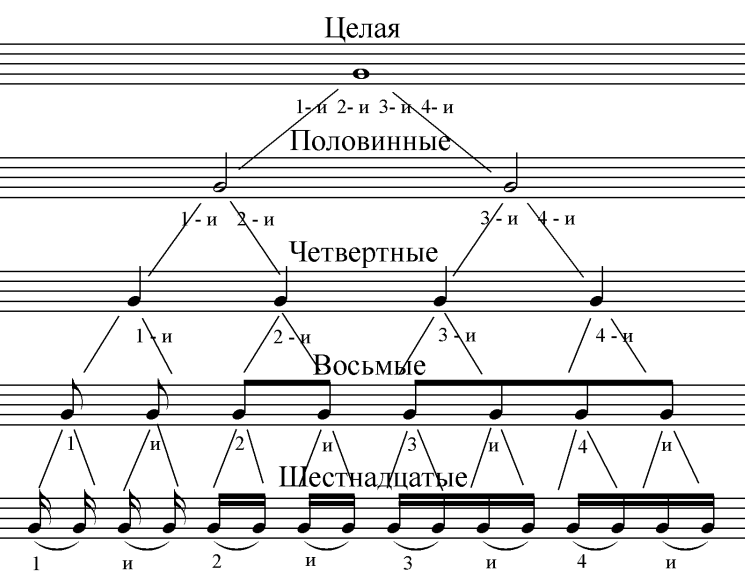 Целая
1- и 2- и 3- и 4- и
Половинные
1 - и 2 - и 3 - и 4 - и
Четвертные
1 - и 2 - и 3 - и 4 - и
Восьмые
1 и 2 и 3 и 4 и
Шестнадцатые
1 и 2 и 3 и 4 и